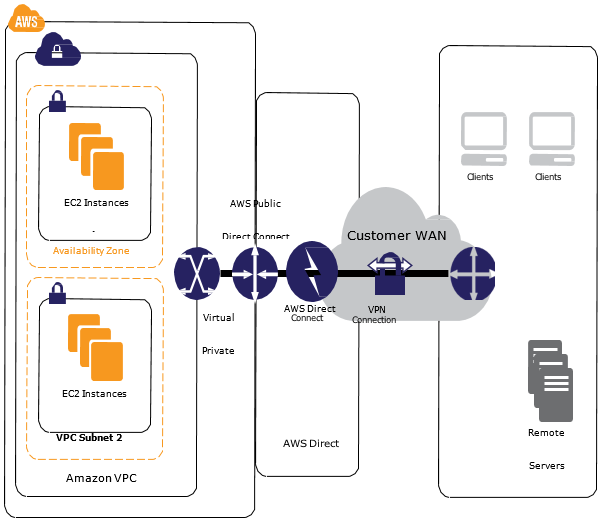 AWS
EC2 Instances
Availability Zone
EC2 Instances
VPC Subnet 2
Amazon VPC
AWS Public
Direct Connect
Virtual
Private
AWS Direct
Connect
AWS Direct
Customer WAN
VPN
Connection
Clients
Clients
Remote
Servers